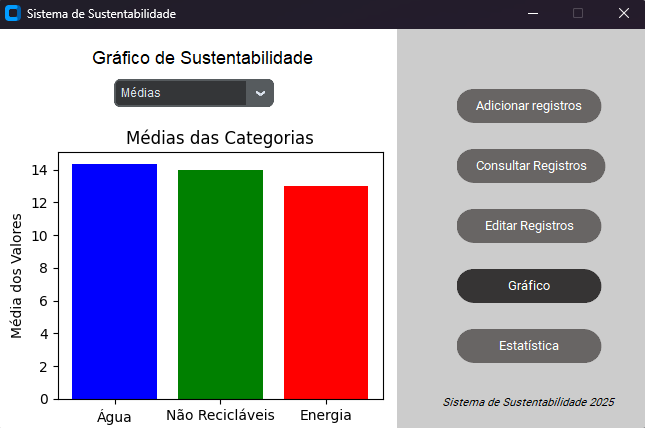 Sistema de Sustentabilidade
Gráfico de Sustentabilidade
Médias
Médias das Categorias
14
12
10
8
6
4
2
0
Média dos Valores
Água
Não Recicláveis
Energia
Adicionar registros
Consultar Registros
Editar Registros
Gráfico
Estatística
Sistema de Sustentabilidade 2025